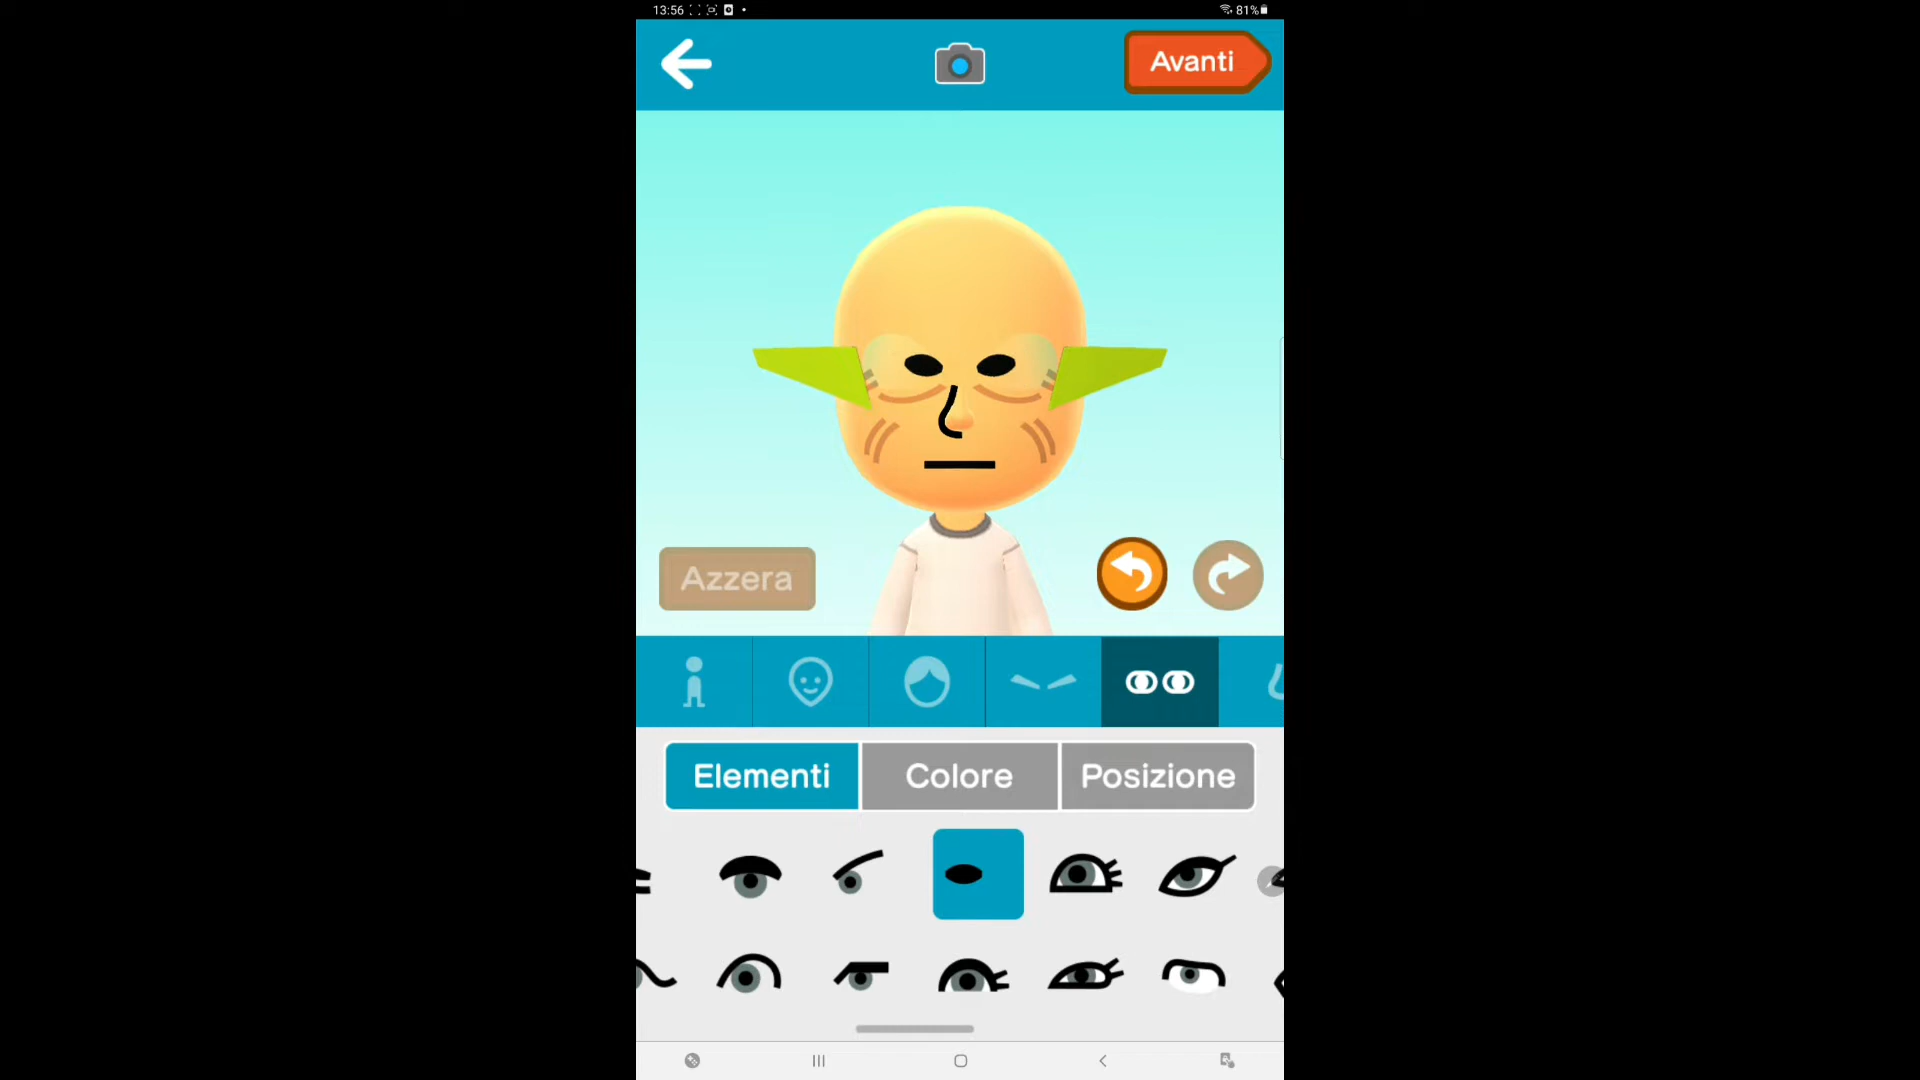 13:56
81%
Avanti
Azzera
Elementi
Colore
Posizione